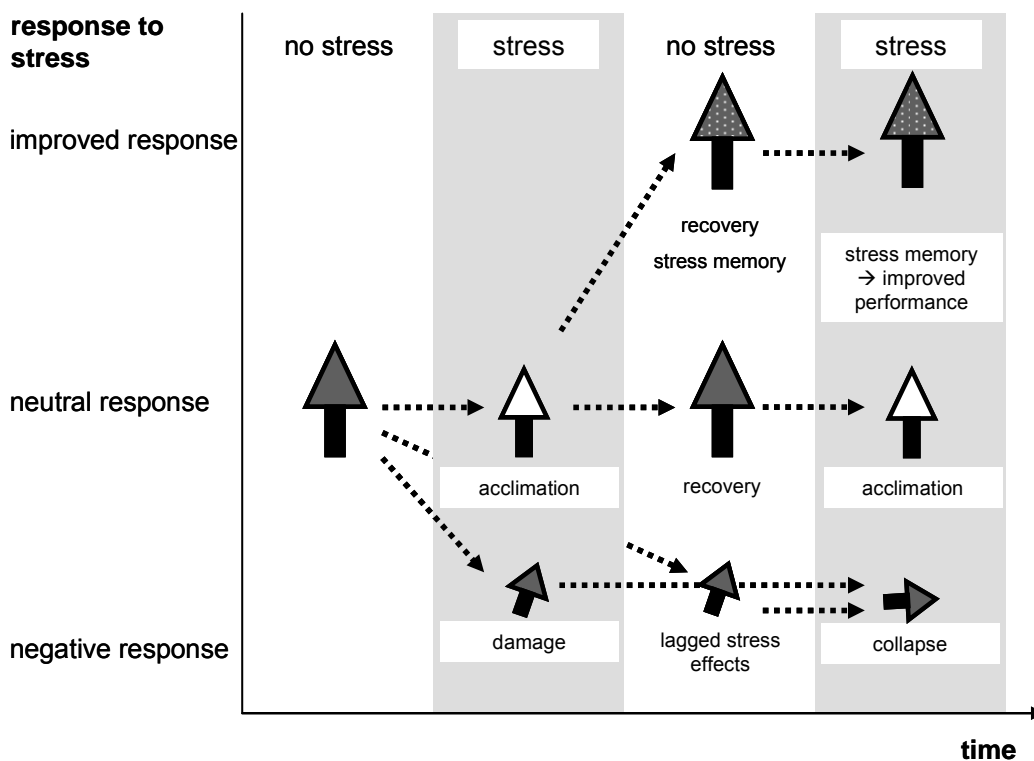 response to
stress
no stress
stress
no stress
stress
improved response
recovery
stress memory
stress memory
→ improved
performance
neutral response
acclimation
recovery
acclimation
damage
lagged stress
effects
collapse
negative response
time